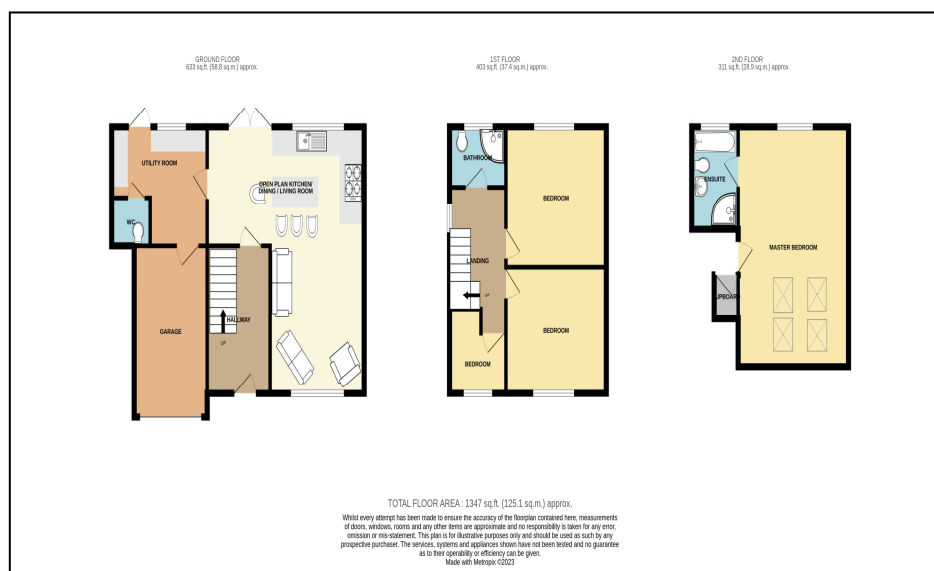 GROUND FLOOR
633 sq.ft. (58.8 sq.m.) approx.
1ST FLOOR
403 sq.ft. (37.4 sq.m.) approx.
2ND FLOOR
311 sq.ft. (28.9 sq.m.) approx.
UTILITY ROOM
OPEN PLAN KITCHEN/
DINING / LIVING ROOM
WC
GARAGE
HALLWAY
UP
BATHROOM
BEDROOM
LANDING
UP
BEDROOM
BEDROOM
ENSUITE
MASTER BEDROOM
UPBOAR
TOTAL FLOOR AREA : 1347 sq.ft. (125.1 sq.m.) approx.
Whilst every attempt has been made to ensure the accuracy of the floorplan contained here, measurements
of doors, windows, rooms and any other items are approximate and no responsibility is taken for any error,
omission or mis-statement. This plan is for illustrative purposes only and should be used as such by any
prospective purchaser. The services, systems and appliances shown have not been tested and no guarantee
as to their operability or efficiency can be given.
Made with Metropix ©2023